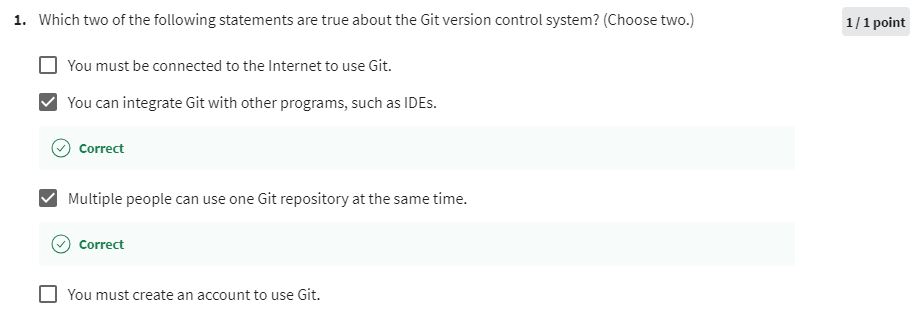 1. Which two of the following statements are true about the Git version control system? (Choose two.)
1 / 1 point
You must be connected to the Internet to use Git.
You can integrate Git with other programs, such as IDEs.
Correct
Multiple people can use one Git repository at the same time.
Correct
You must create an account to use Git.